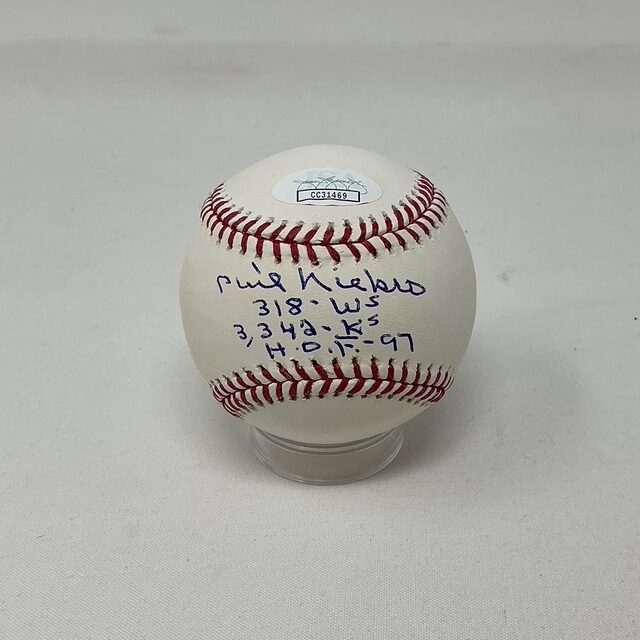 CC31469
Phil Niekro
318-Ws
3,342-Ks
H.O.F.-97